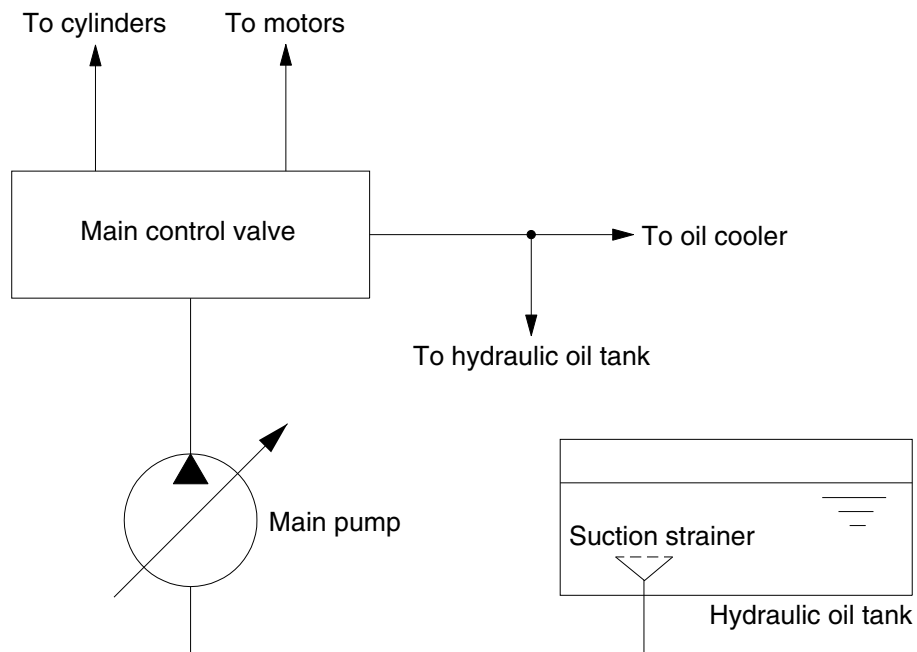 To cylinders
To motors
Main control valve
To oil cooler
To hydraulic oil tank
Main pump
Suction strainer
Hydraulic oil tank